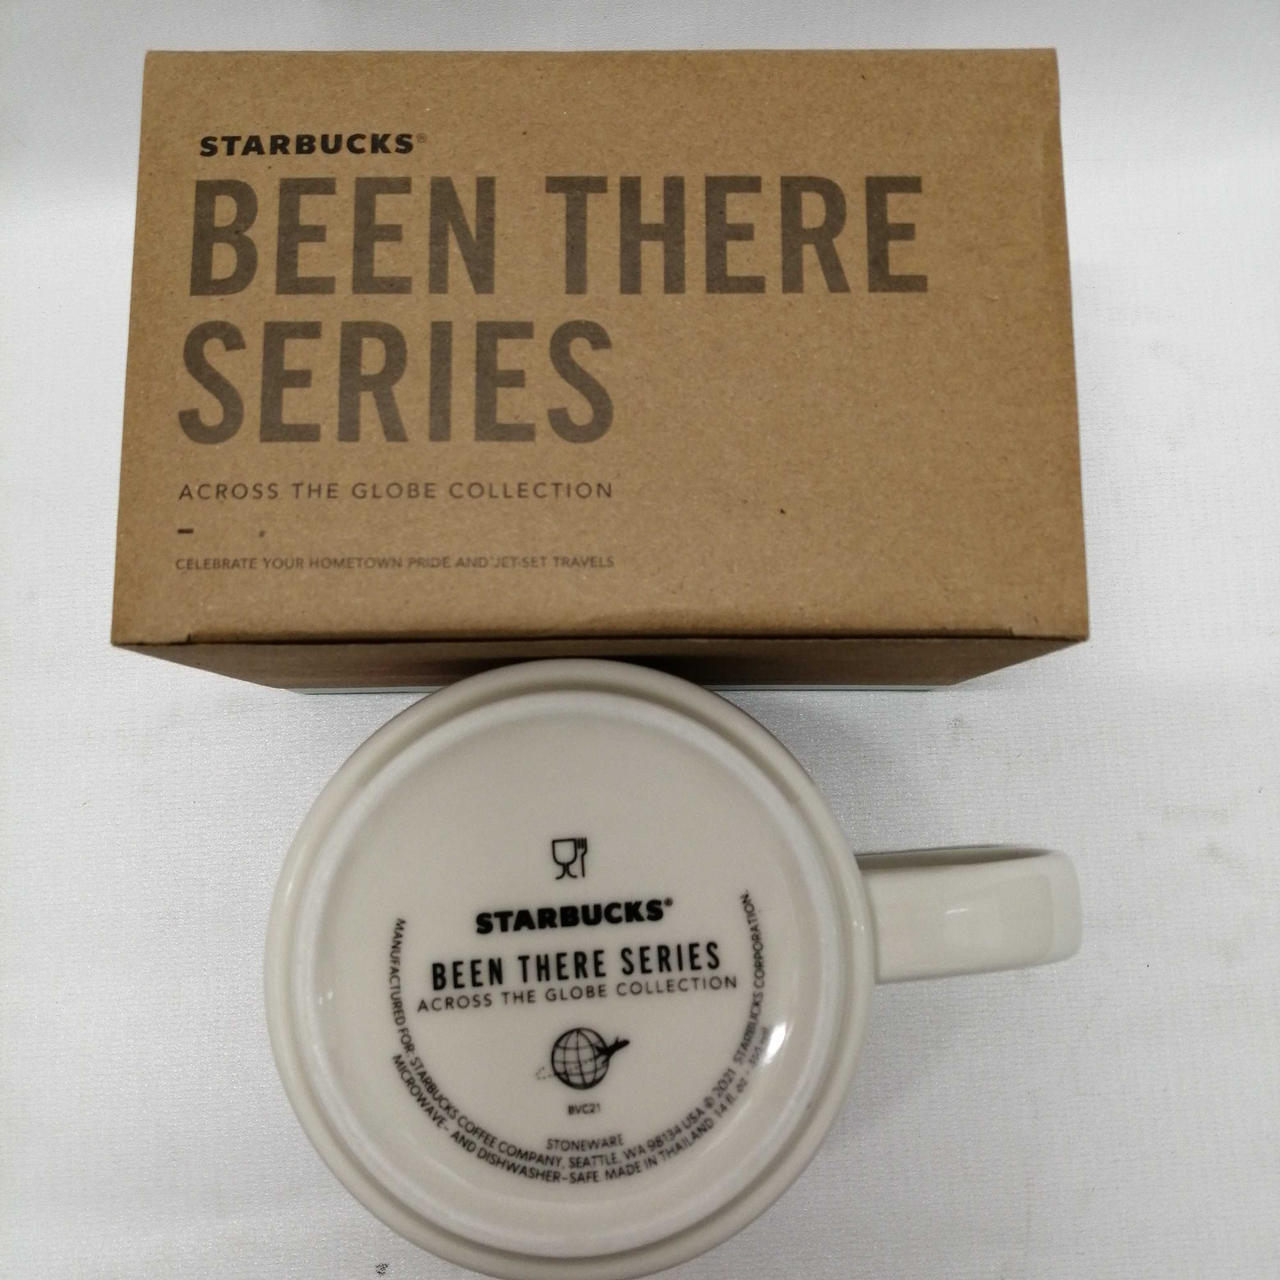 STARBUCKS®
BEEN THERE
SERIES
ACROSS THE GLOBE COLLECTION
CELEBRATE YOUR HOMETOWN PRIDE AND JET-SET TRAVELS
STARBUCKS®
BEEN THERE SERIES
ACROSS THE GLOBE COLLECTION
BVC21
STONEWARE
MANUFACTURED FOR: STARBUCKS COFFEE COMPANY, SEATTLE, WA 98134 USA © 2021 STARBUCKS CORPORATION.
MICROWAVE- AND DISHWASHER-SAFE. MADE IN THAILAND 14 fl. oz